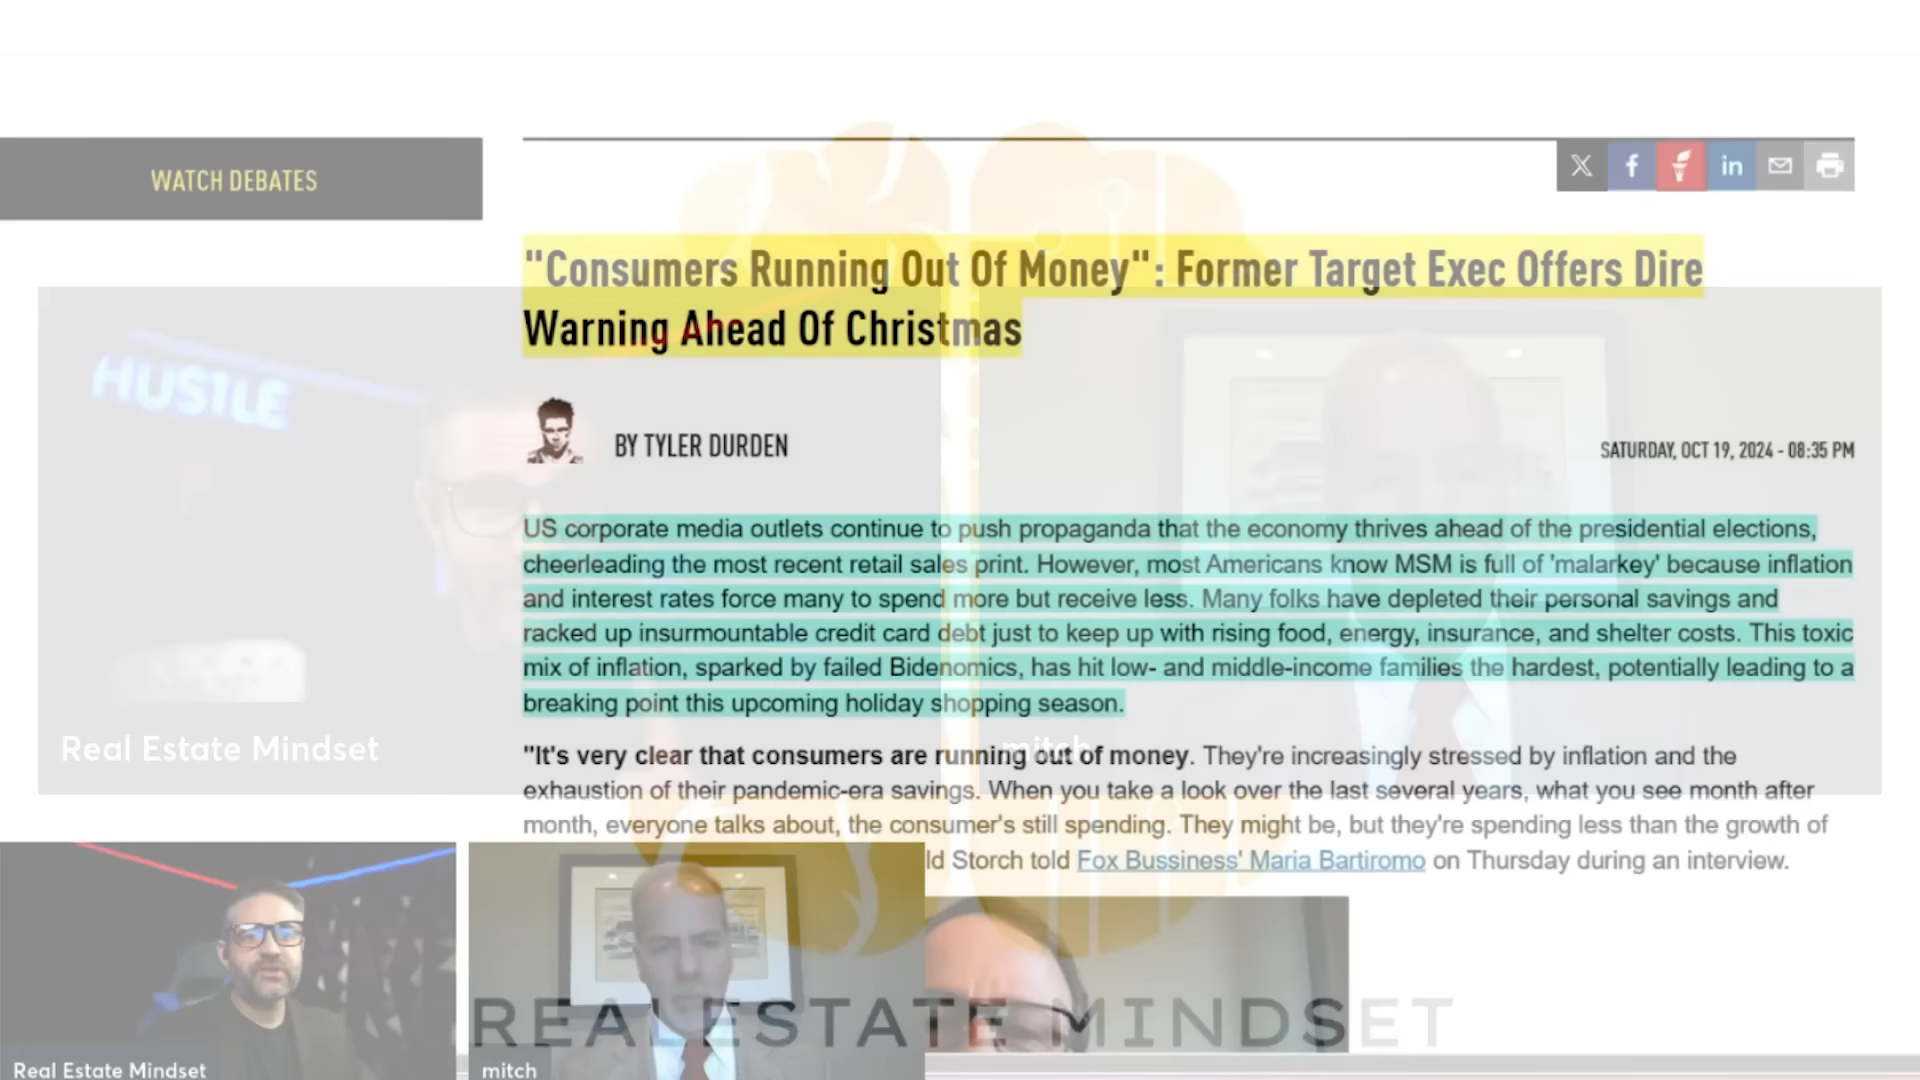 WATCH DEBATES
"Consumers Running Out Of Money": Former Target Exec Offers Dire
Warning Ahead Of Christmas
HUSTLE
BY TYLER DURDEN
SATURDAY, OCT 19, 2024 - 08:35 PM
US corporate media outlets continue to push propaganda that the economy thrives ahead of the presidential elections,
cheerleading the most recent retail sales print. However, most Americans know MSM is full of 'malarkey' because inflation
and interest rates force many to spend more but receive less. Many folks have depleted their personal savings and
racked up insurmountable credit card debt just to keep up with rising food, energy, insurance, and shelter costs. This toxic
mix of inflation, sparked by failed Bidenomics, has hit low- and middle-income families the hardest, potentially leading to a
breaking point this upcoming holiday shopping season.
Real Estate Mindset
mitch
"It's very clear that consumers are running out of money. They're increasingly stressed by inflation and the
exhaustion of their pandemic-era savings. When you take a look over the last several years, what you see month after
month, everyone talks about, the consumer's still spending. They might be, but they're spending less than the growth of
ld Storch told Fox Bussiness' Maria Bartiromo on Thursday during an interview.
REAL ESTATE MINDSET
Real Estate Mindset
mitch